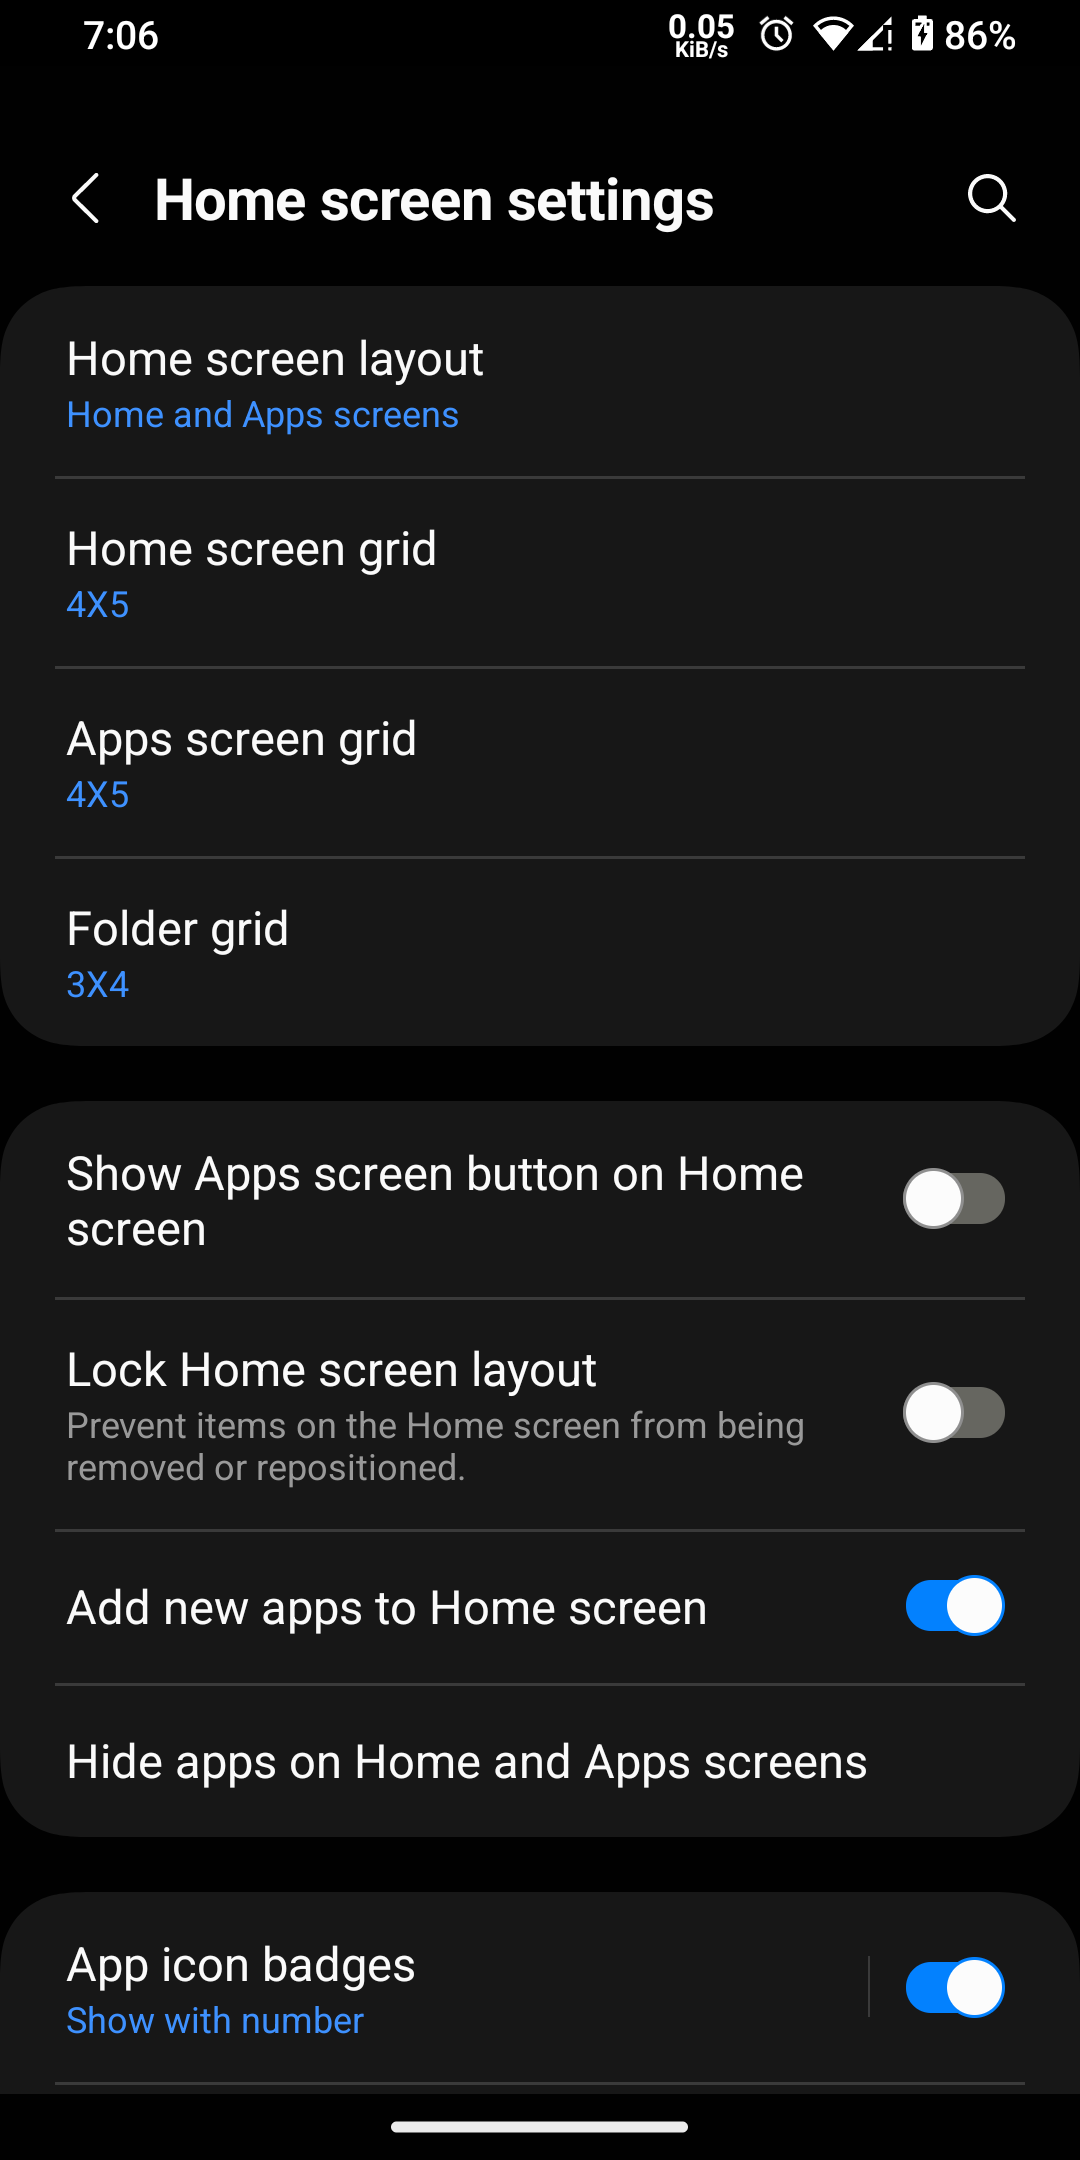 7:06
0.05
KiB/s
86%
Home screen settings
Home screen layout
Home and Apps screens
Home screen grid
4X5
Apps screen grid
4X5
Folder grid
3X4
Show Apps screen button on Home
screen
Lock Home screen layout
Prevent items on the Home screen from being
removed or repositioned.
Add new apps to Home screen
Hide apps on Home and Apps screens
App icon badges
Show with number